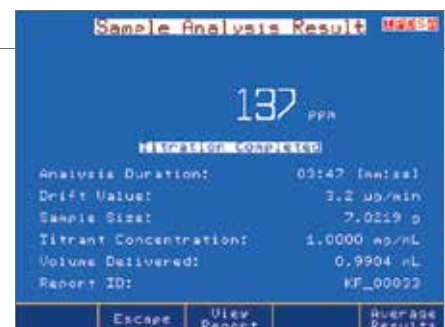 Sample Analysis Result
137 ppm
Titration Completed
Analysis Duration: 03:47 [mm:ss]
Drift Value: 3.2 µg/min
Sample Size: 7.0219 g
Titrant Concentration: 1.0000 mg/mL
Volume Delivered: 0.9904 mL
Report ID: KF_00033
Escape View Report Average Result